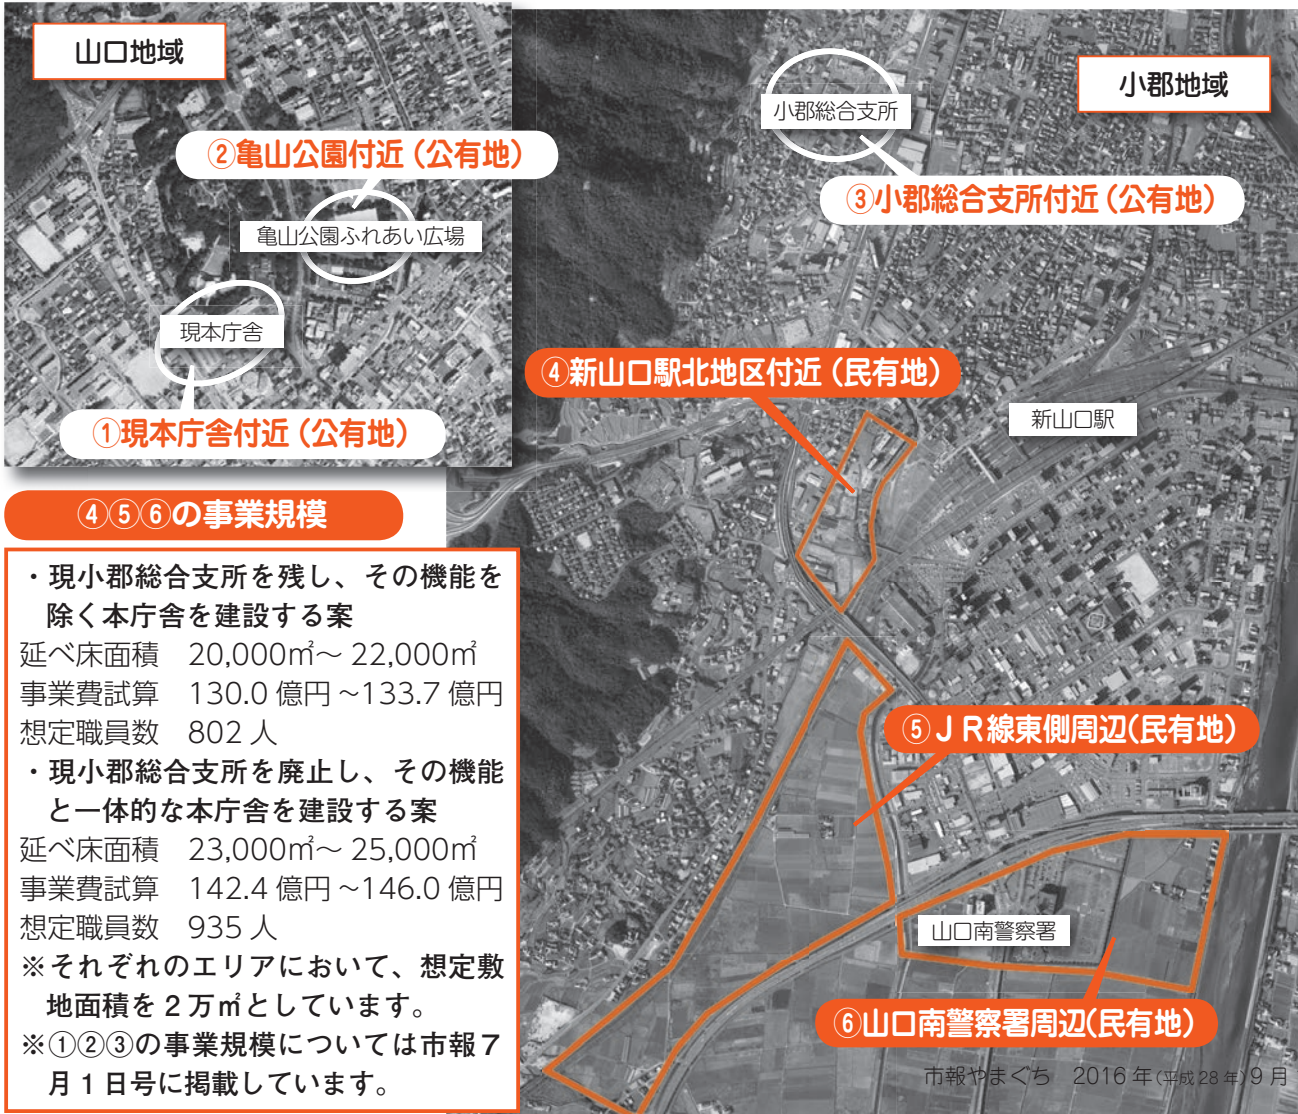 山口地域
②亀山公園付近（公有地）
亀山公園ふれあい広場
現本庁舎
①現本庁舎付近（公有地）
小郡地域
小郡総合支所
③小郡総合支所付近（公有地）
④新山口駅北地区付近（民有地）
新山口駅
⑤ＪＲ線東側周辺(民有地)
山口南警察署
⑥山口南警察署周辺(民有地)
④⑤⑥の事業規模
・現小郡総合支所を残し、その機能を
除く本庁舎を建設する案
延べ床面積　20,000㎡～22,000㎡
事業費試算　130.0億円～133.7億円
想定職員数　802人
・現小郡総合支所を廃止し、その機能
と一体的な本庁舎を建設する案
延べ床面積　23,000㎡～25,000㎡
事業費試算　142.4億円～146.0億円
想定職員数　935人
※それぞれのエリアにおいて、想定敷
地面積を２万㎡としています。
※①②③の事業規模については市報７
月１日号に掲載しています。
市報やまぐち　2016年(平成28年)9月